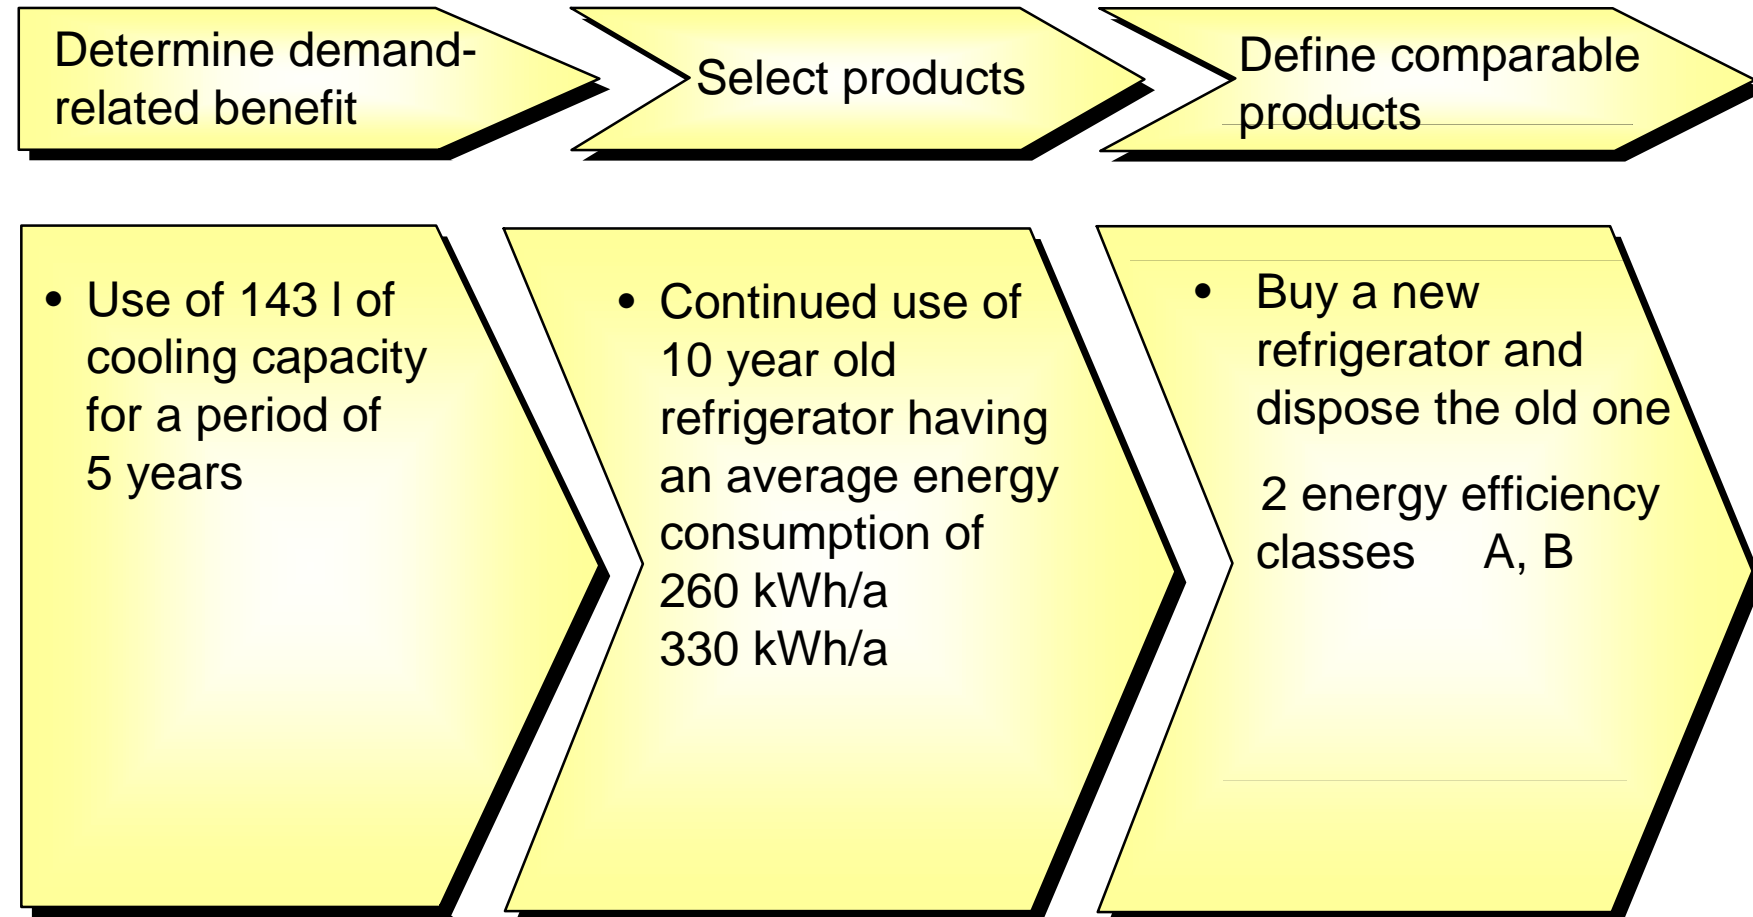 Determine demand-
related benefit
Select products
Define comparable
products
• Use of 143 l of
cooling capacity
for a period of
5 years
• Continued use of
10 year old
refrigerator having
an average energy
consumption of
260 kWh/a
330 kWh/a
• Buy a new
refrigerator and
dispose the old one
2 energy efficiency
classes A, B